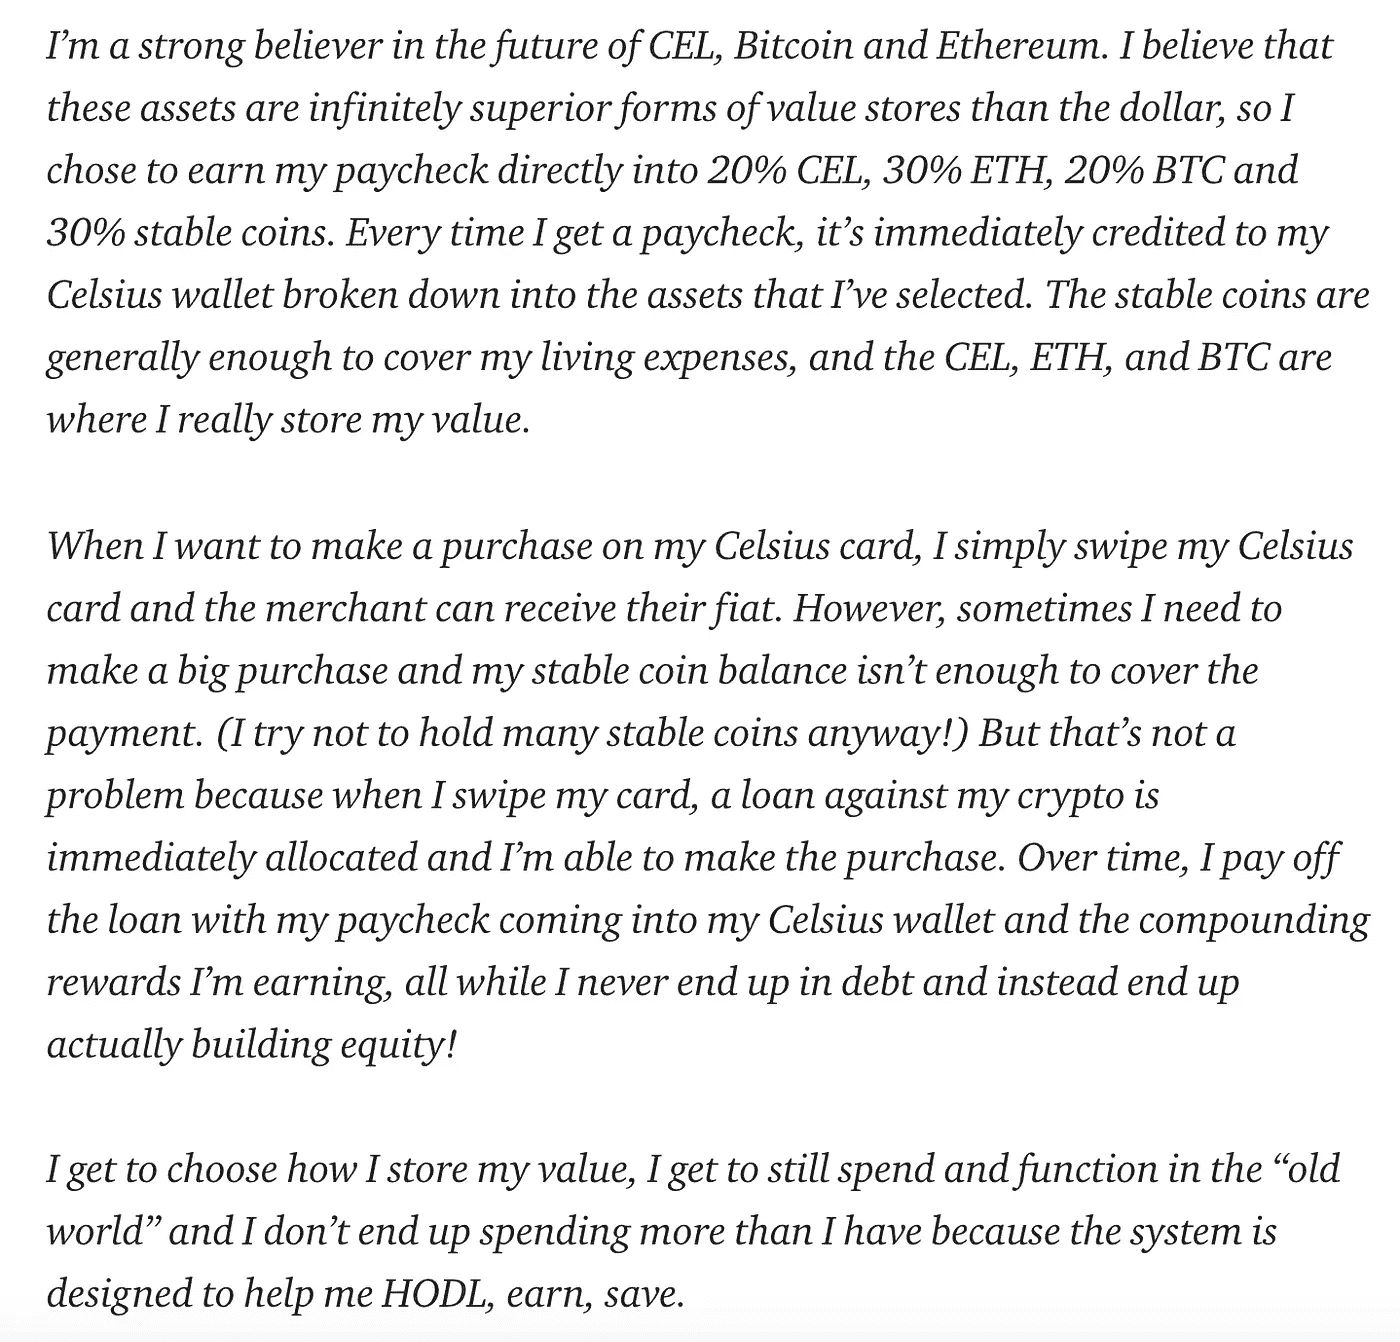 I’m a strong believer in the future of CEL, Bitcoin and Ethereum. I believe that
these assets are infinitely superior forms of value stores than the dollar, so I
chose to earn my paycheck directly into 20% CEL, 30% ETH, 20% BTC and
30% stable coins. Every time I get a paycheck, it’s immediately credited to my
Celsius wallet broken down into the assets that I’ve selected. The stable coins are
generally enough to cover my living expenses, and the CEL, ETH, and BTC are
where I really store my value.
When I want to make a purchase on my Celsius card, I simply swipe my Celsius
card and the merchant can receive their fiat. However, sometimes I need to
make a big purchase and my stable coin balance isn’t enough to cover the
payment. (I try not to hold many stable coins anyway!) But that’s not a
problem because when I swipe my card, a loan against my crypto is
immediately allocated and I’m able to make the purchase. Over time, I pay off
the loan with my paycheck coming into my Celsius wallet and the compounding
rewards I’m earning, all while I never end up in debt and instead end up
actually building equity!
I get to choose how I store my value, I get to still spend and function in the “old
world” and I don’t end up spending more than I have because the system is
designed to help me HODL, earn, save.